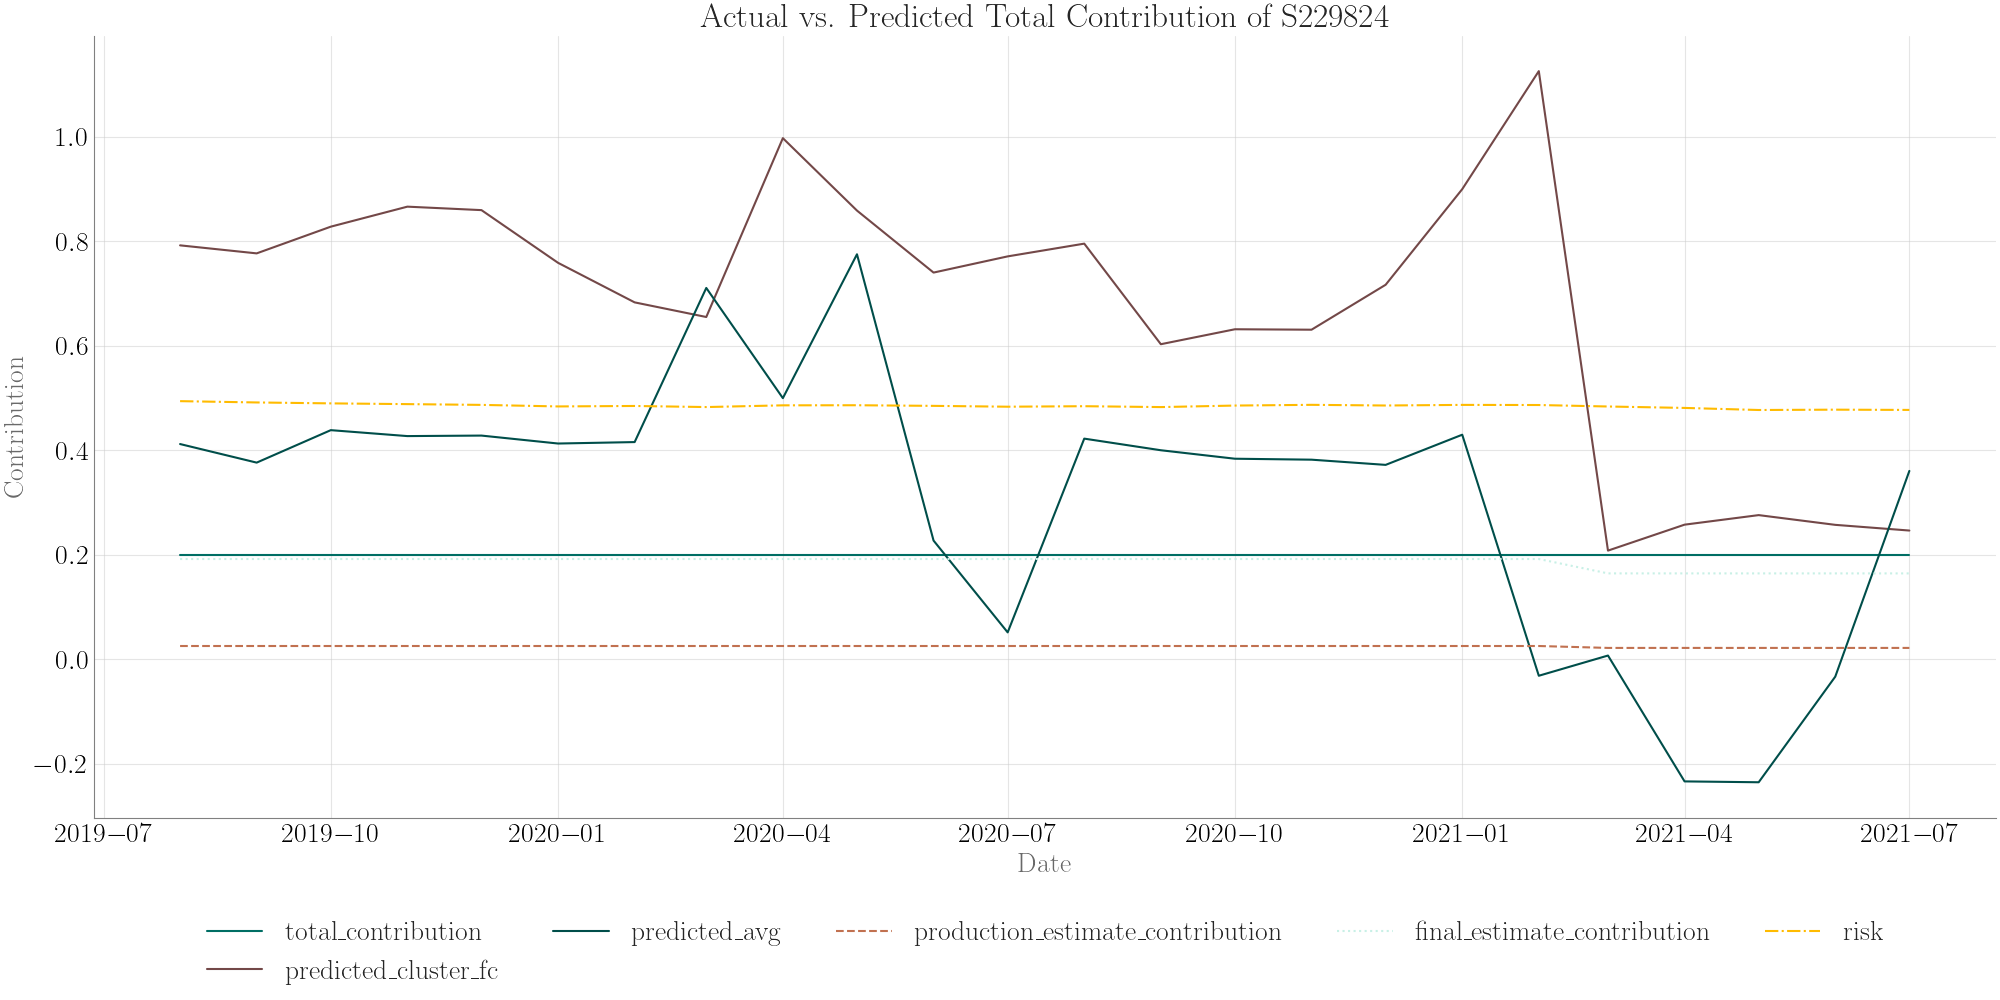 Actual vs. Predicted Total Contribution of S229824
Contribution
1.0
0.8
0.6
0.4
0.2
0.0
−0.2
2019−07 2019−10 2020−01 2020−04 2020−07 2020−10 2021−01 2021−04 2021−07
Date
total_contribution predicted_avg production_estimate_contribution final_estimate_contribution risk
predicted_cluster_fc